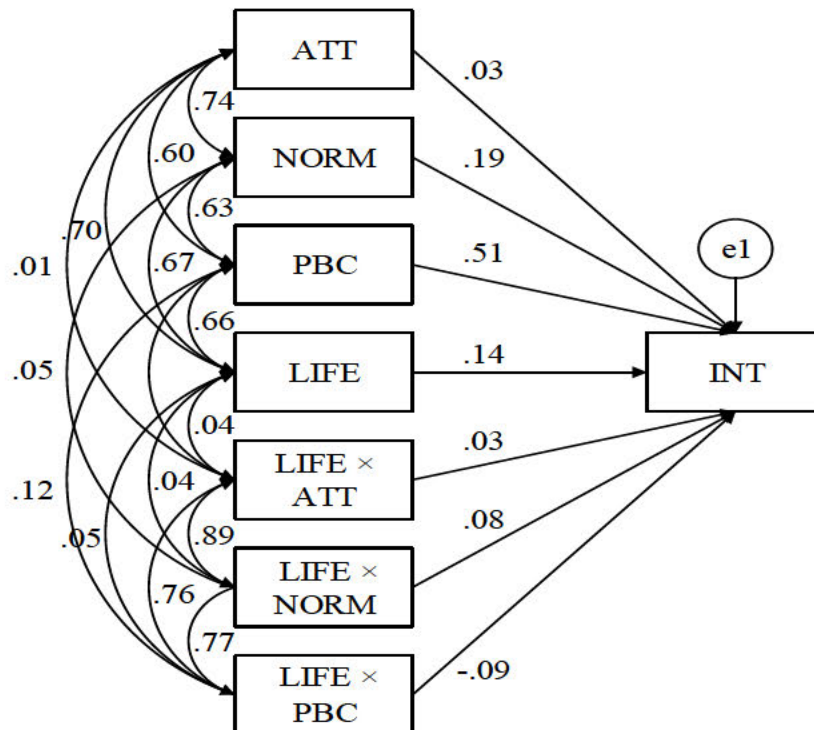 ATT
.03
.74
NORM
.19
.60
.63
e1
.70
.67
PBC
.51
.01
.66
LIFE
.14
INT
.05
.04
LIFE ×
ATT
.03
.12
.04
.08
.05
.89
LIFE ×
NORM
.76
.77
LIFE ×
PBC
-.09